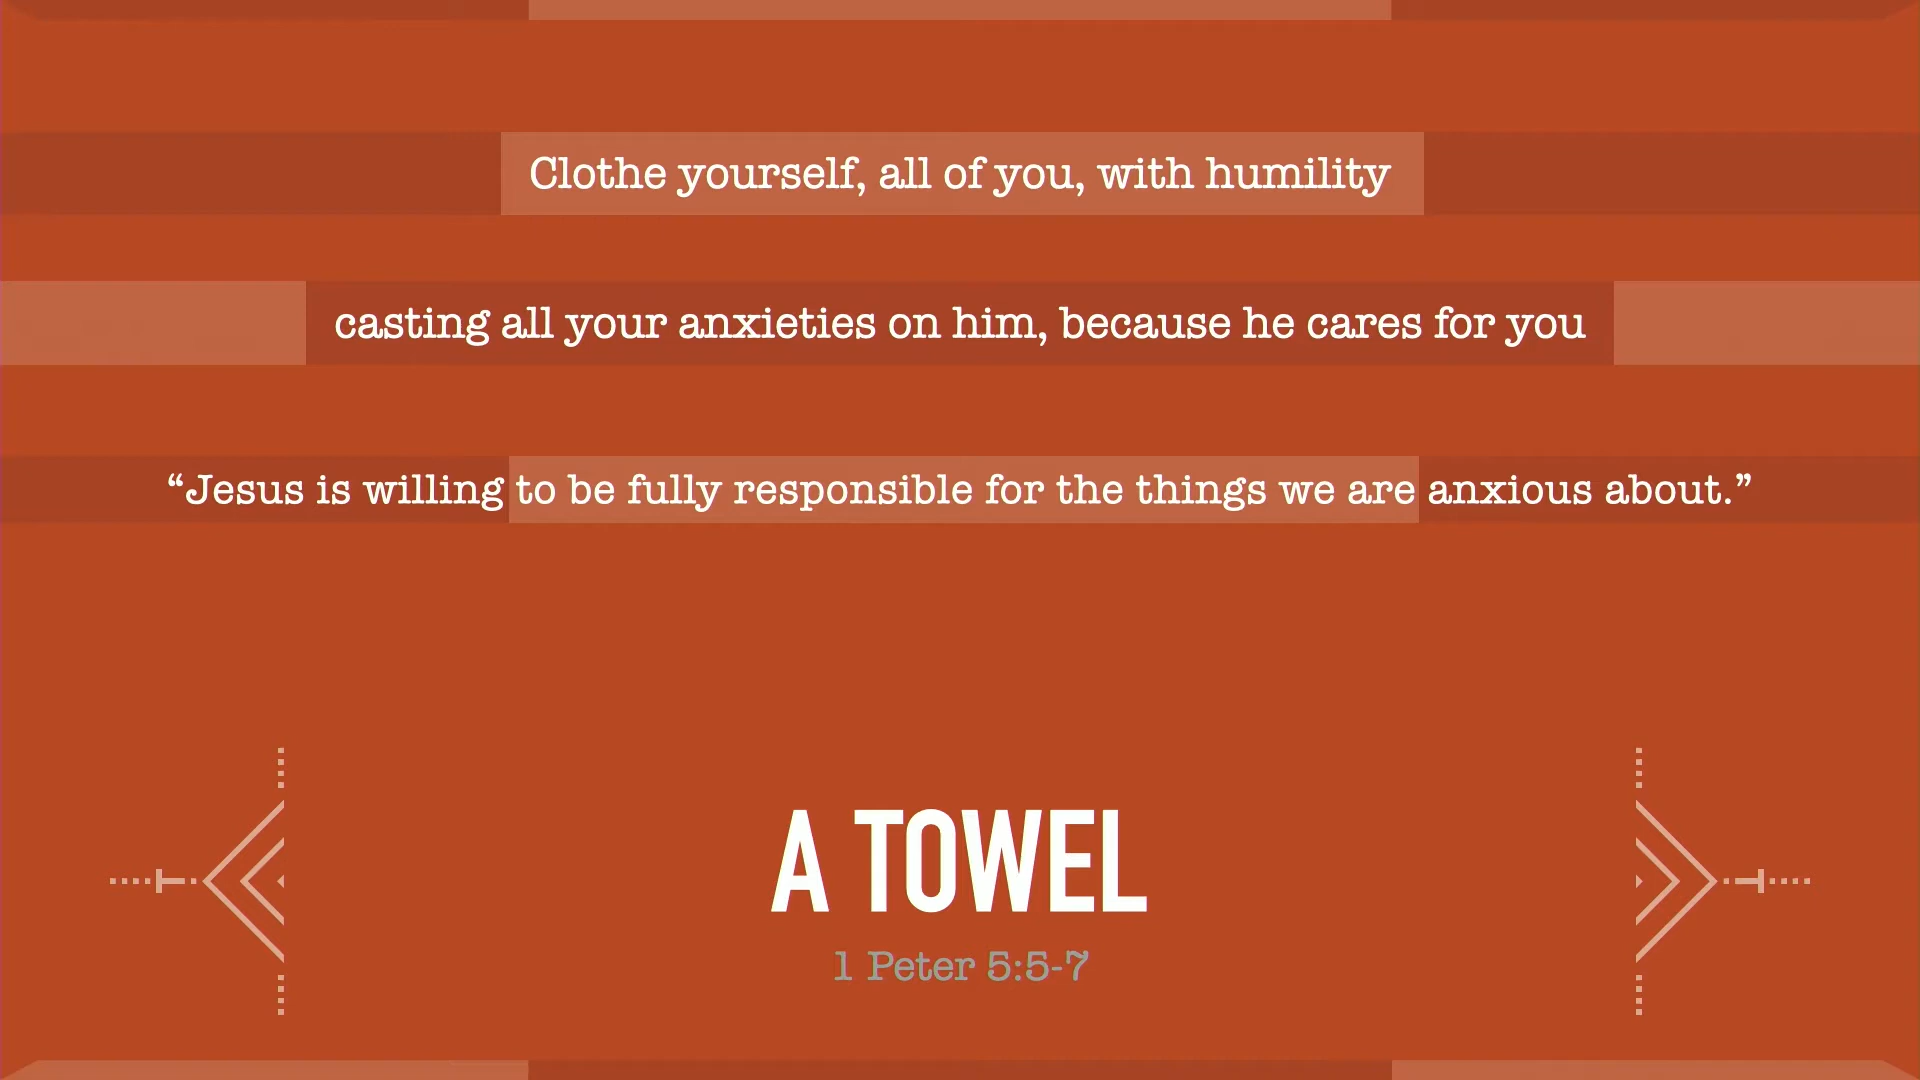 Clothe yourself, all of you, with humility
casting all your anxieties on him, because he cares for you
“Jesus is willing to be fully responsible for the things we are anxious about.”
A TOWEL
1 Peter 5:5-7